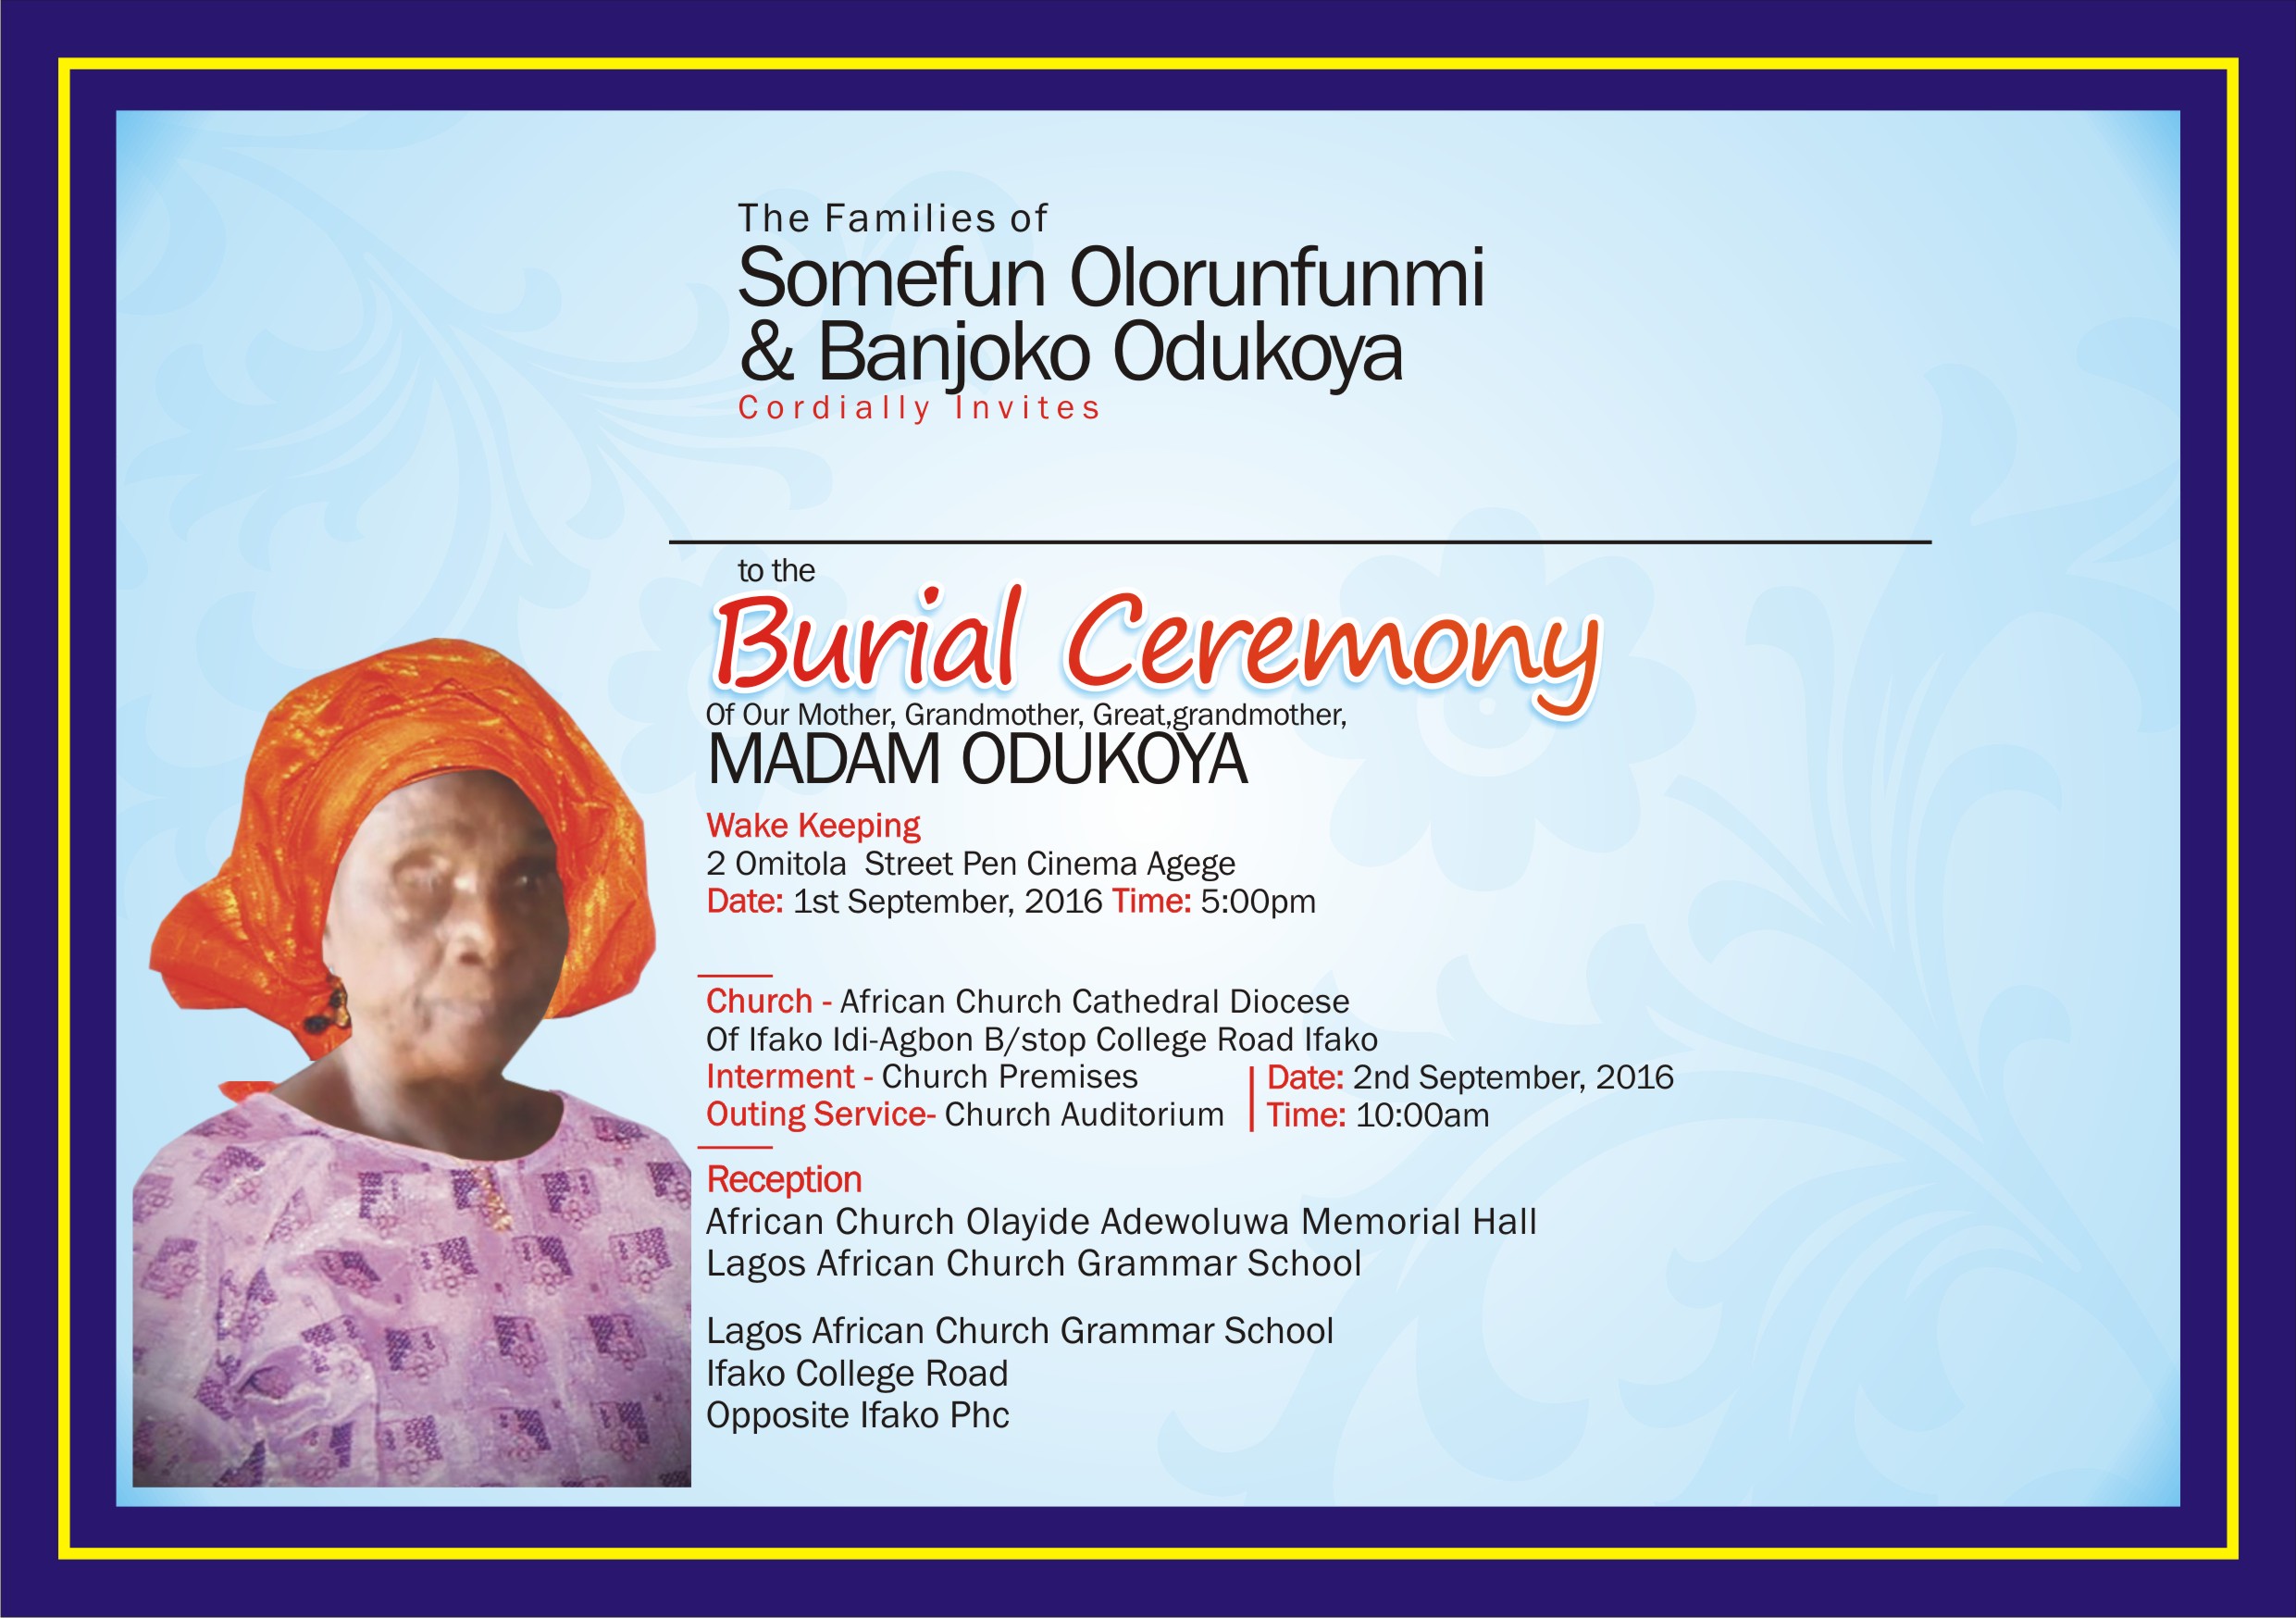 The Families of
Somefun Olorunfunmi
& Banjoko Odukoya
Cordially Invites
to the
Burial Ceremony
Of Our Mother, Grandmother, Great,grandmother,
MADAM ODUKOYA
Wake Keeping
2 Omitola Street Pen Cinema Agege
Date: 1st September, 2016 Time: 5:00pm
Church - African Church Cathedral Diocese
Of Ifako Idi-Agbon B/stop College Road Ifako
Interment - Church Premises
Outing Service- Church Auditorium
Date: 2nd September, 2016
Time: 10:00am
Reception
African Church Olayide Adewoluwa Memorial Hall
Lagos African Church Grammar School
Lagos African Church Grammar School
Ifako College Road
Opposite Ifako Phc